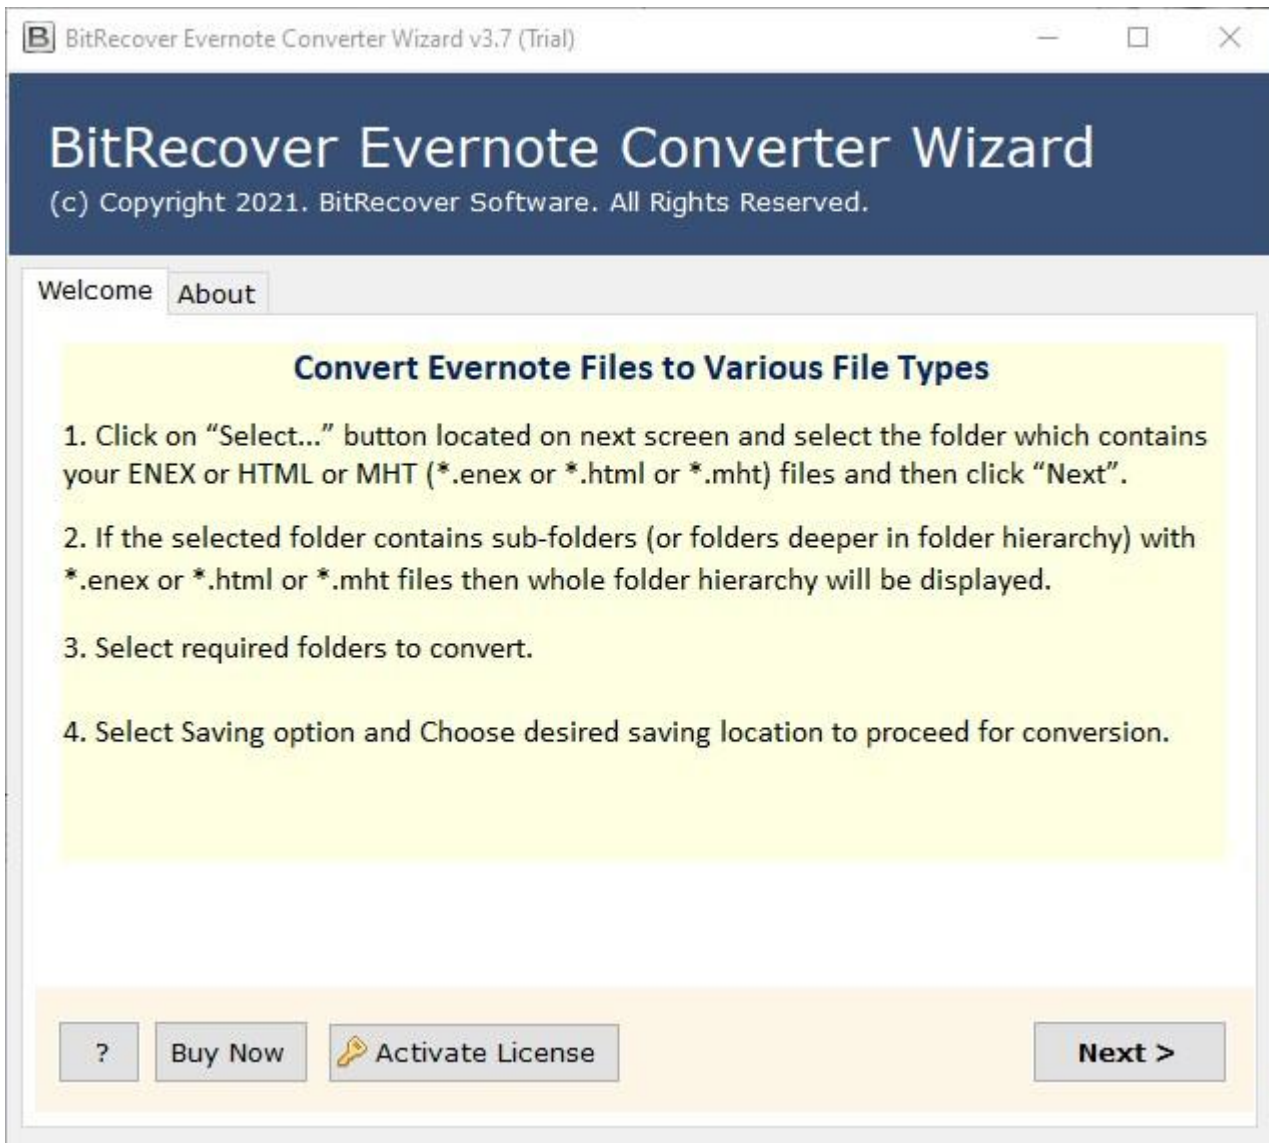 BitRecover Evernote Converter Wizard v3.7 (Trial)
BitRecover Evernote Converter Wizard
(c) Copyright 2021. BitRecover Software. All Rights Reserved.
Welcome About
Convert Evernote Files to Various File Types
1. Click on “Select...” button located on next screen and select the folder which contains
your ENEX or HTML or MHT (*.enex or *.html or *.mht) files and then click “Next”.
2. If the selected folder contains sub-folders (or folders deeper in folder hierarchy) with
*.enex or *.html or *.mht files then whole folder hierarchy will be displayed.
3. Select required folders to convert.
4. Select Saving option and Choose desired saving location to proceed for conversion.
? Buy Now Activate License Next >